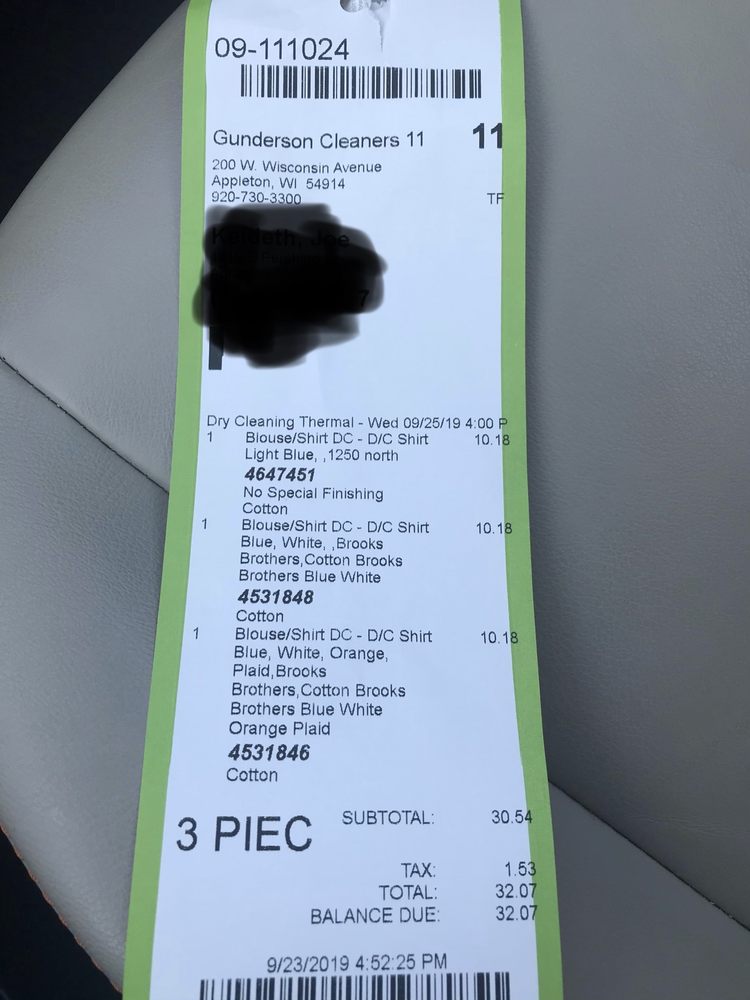 09-111024
Gunderson Cleaners 11 11
200 W. Wisconsin Avenue
Appleton, WI 54914
920-730-3300 TF
Dry Cleaning Thermal - Wed 09/25/19 4:00 P
1 Blouse/Shirt DC - D/C Shirt 10.18
Light Blue, ,1250 north
4647451
No Special Finishing
Cotton
1 Blouse/Shirt DC - D/C Shirt 10.18
Blue, White, ,Brooks
Brothers,Cotton Brooks
Brothers Blue White
4531848
Cotton
1 Blouse/Shirt DC - D/C Shirt 10.18
Blue, White, Orange,
Plaid,Brooks
Brothers,Cotton Brooks
Brothers Blue White
Orange Plaid
4531846
Cotton
3 PIEC
SUBTOTAL: 30.54
TAX: 1.53
TOTAL: 32.07
BALANCE DUE: 32.07
9/23/2019 4:52:25 PM